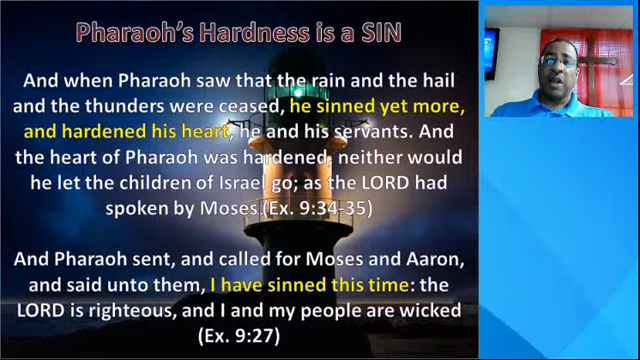 Pharaoh's Hardness is a SIN
And when Pharaoh saw that the rain and the hail
and the thunders were ceased, he sinned yet more,
and hardened his heart, he and his servants. And
the heart of Pharaoh was hardened, neither would
he let the children of Israel go; as the LORD had
spoken by Moses (Ex. 9:34-35)
And Pharaoh sent, and called for Moses and Aaron,
and said unto them, I have sinned this time: the
LORD is righteous, and I and my people are wicked
(Ex. 9:27)